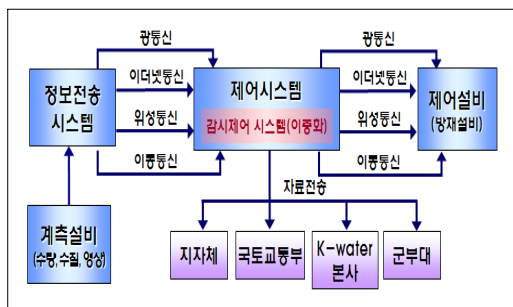 광통신
광통신
이더넷통신
이더넷통신
정보전송
시스템
제어시스템
감시제어 시스템(이중화)
제어설비
(방재설비)
위성통신
위성통신
이통통신
이통통신
자료전송
계측설비
(수량, 수질, 영상)
지자체
국토교통부
K-water
본사
군부대